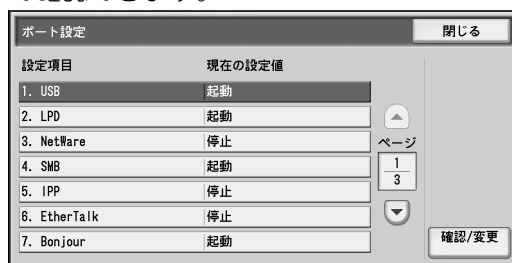 ポート設定
閉じる
設定項目 現在の設定値
1. USB 起動
2. LPD 起動
3. NetWare 停止
4. SMB 起動
5. IPP 停止
6. EtherTalk 停止
7. Bonjour 起動
ページ
1
3
確認/変更